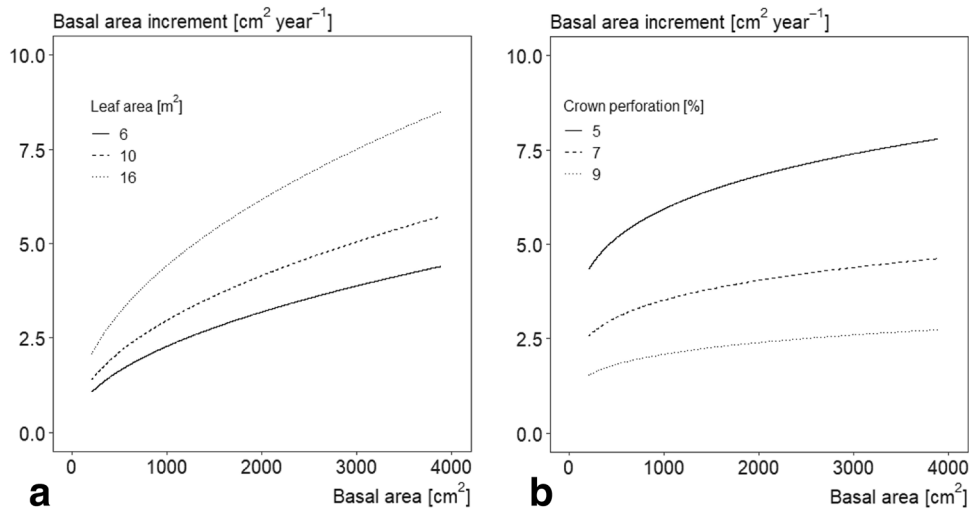 Basal area increment [cm² year⁻¹]
10.0
7.5
5.0
2.5
0.0
Leaf area [m²]
6
10
16
0 1000 2000 3000 4000
Basal area [cm²]
a
Basal area increment [cm² year⁻¹]
10.0
7.5
5.0
2.5
0.0
Crown perforation [%]
5
7
9
0 1000 2000 3000 4000
Basal area [cm²]
b